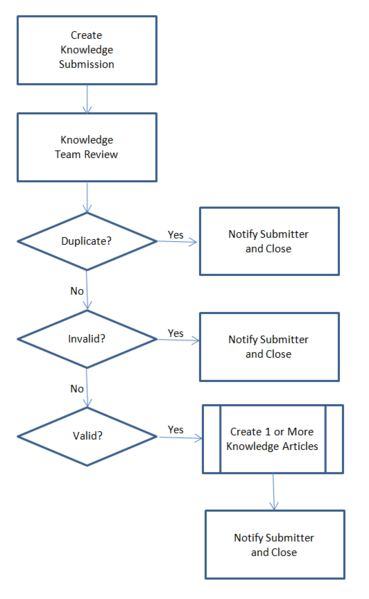 Create
Knowledge
Submission
Knowledge
Team Review
Duplicate?
Yes
Notify Submitter
and Close
No
Invalid?
Yes
Notify Submitter
and Close
No
Valid?
Yes
Create 1 or More
Knowledge Articles
Notify Submitter
and Close